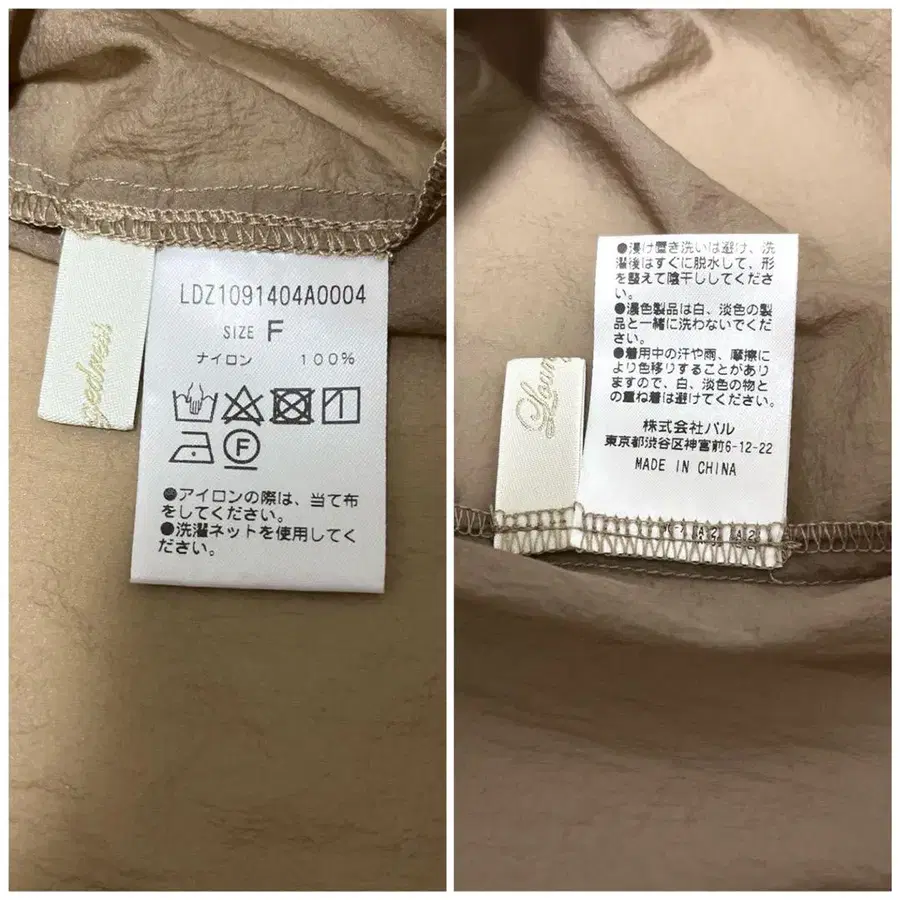 gedress
LDZ1091404A0004
SIZE F
ナイロン 100%
F
●アイロンの際は、当て布
をしてください。
●洗濯ネットを使用してく
ださい。
●浸け置き洗いは避け、洗
濯後はすぐに脱水して、形
を整えて陰干ししてくださ
い。
●濃色製品は白、淡色の製
品と一緒に洗わないでくだ
さい。
●着用中の汗や雨、摩擦に
より色移りすることがあり
ますので、白、淡色の物と
の重ね着は避けてください。
Loun
株式会社パル
東京都渋谷区神宮前6-12-22
MADE IN CHINA